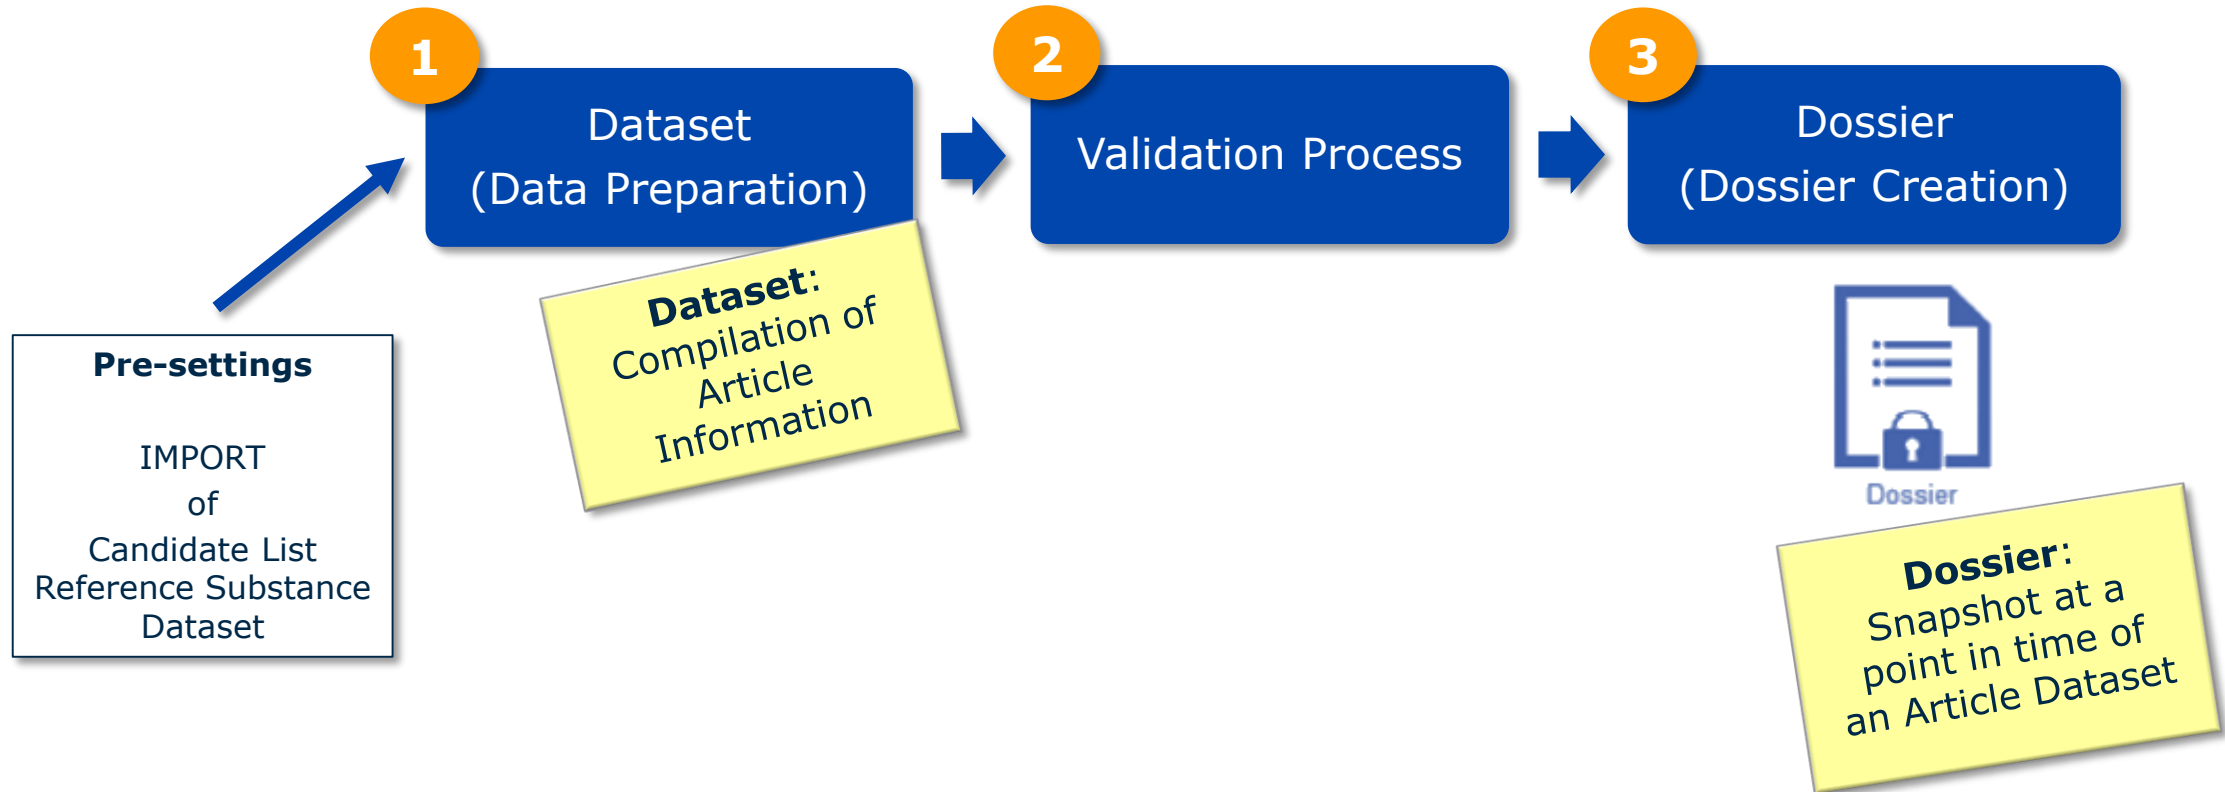 1
Dataset
(Data Preparation)
2
Validation Process
3
Dossier
(Dossier Creation)
Pre-settings
IMPORT
of
Candidate List
Reference Substance
Dataset
Dataset:
Compilation of
Article
Information
Dossier
Dossier:
Snapshot at a
point in time of
an Article Dataset